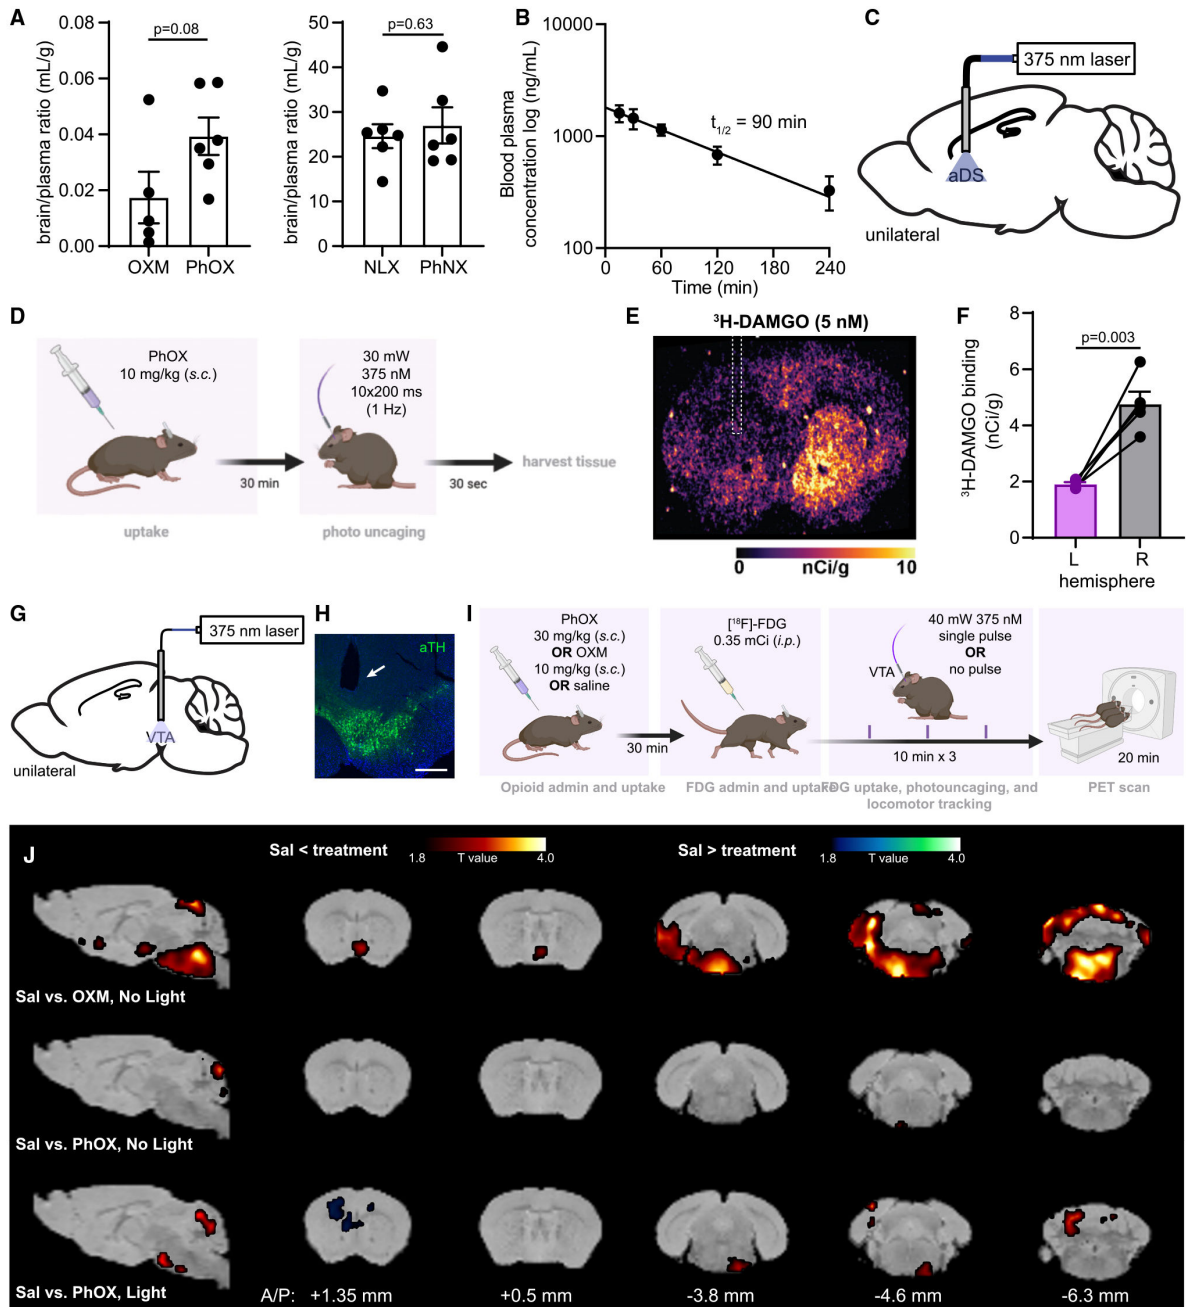 A
0.08
0.06
0.04
0.02
0.00
brain/plasma ratio (mL/g)
p=0.08
OXM PhOX
50
40
30
20
10
0
brain/plasma ratio (mL/g)
p=0.63
NLX PhNX
B
10000
1000
100
Blood plasma
concentration log (ng/mL)
t1/2 = 90 min
0 60 120 180 240
Time (min)
C
375 nm laser
aDS
unilateral
D
PhOX
10 mg/kg (s.c.)
30 mW
375 nM
10x200 ms
(1 Hz)
30 min
30 sec
harvest tissue
uptake
photo uncaging
E
³H-DAMGO (5 nM)
0 nCi/g 10
F
8
6
4
2
0
³H-DAMGO binding
(nCi/g)
p=0.003
L R
hemisphere
G
375 nm laser
VTA
unilateral
H
aTH
I
PhOX
30 mg/kg (s.c.)
OR OXM
10 mg/kg (s.c.)
OR saline
30 min
Opioid admin and uptake
[¹⁸F]-FDG
0.35 mCi (i.p.)
FDG admin and uptake
40 mW 375 nM
single pulse
OR
no pulse
VTA
10 min x 3
FDG uptake, photouncaging, and
locomotor tracking
20 min
PET scan
J
Sal < treatment
1.8 T value 4.0
Sal > treatment
1.8 T value 4.0
Sal vs. OXM, No Light
Sal vs. PhOX, No Light
Sal vs. PhOX, Light
A/P: +1.35 mm +0.5 mm -3.8 mm -4.6 mm -6.3 mm